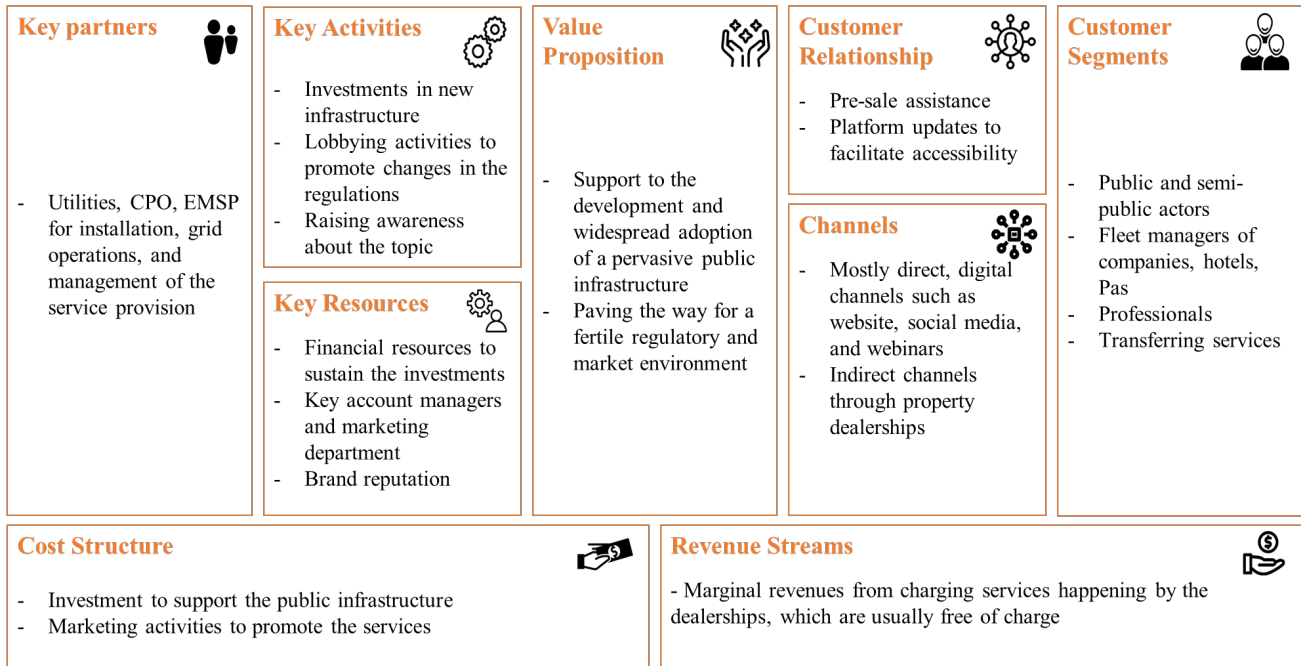 Key partners
- Utilities, CPO, EMSP
for installation, grid
operations, and
management of the
service provision
Key Activities
- Investments in new
infrastructure
- Lobbying activities to
promote changes in the
regulations
- Raising awareness
about the topic
Key Resources
- Financial resources to
sustain the investments
- Key account managers
and marketing
department
- Brand reputation
Value
Proposition
- Support to the
development and
widespread adoption
of a pervasive public
infrastructure
- Paving the way for a
fertile regulatory and
market environment
Customer
Relationship
- Pre-sale assistance
- Platform updates to
facilitate accessibility
Channels
- Mostly direct, digital
channels such as
website, social media,
and webinars
- Indirect channels
through property
dealerships
Customer
Segments
- Public and semi-
public actors
- Fleet managers of
companies, hotels,
Pas
- Professionals
- Transferring services
Cost Structure
- Investment to support the public infrastructure
- Marketing activities to promote the services
Revenue Streams
- Marginal revenues from charging services happening by the
dealerships, which are usually free of charge